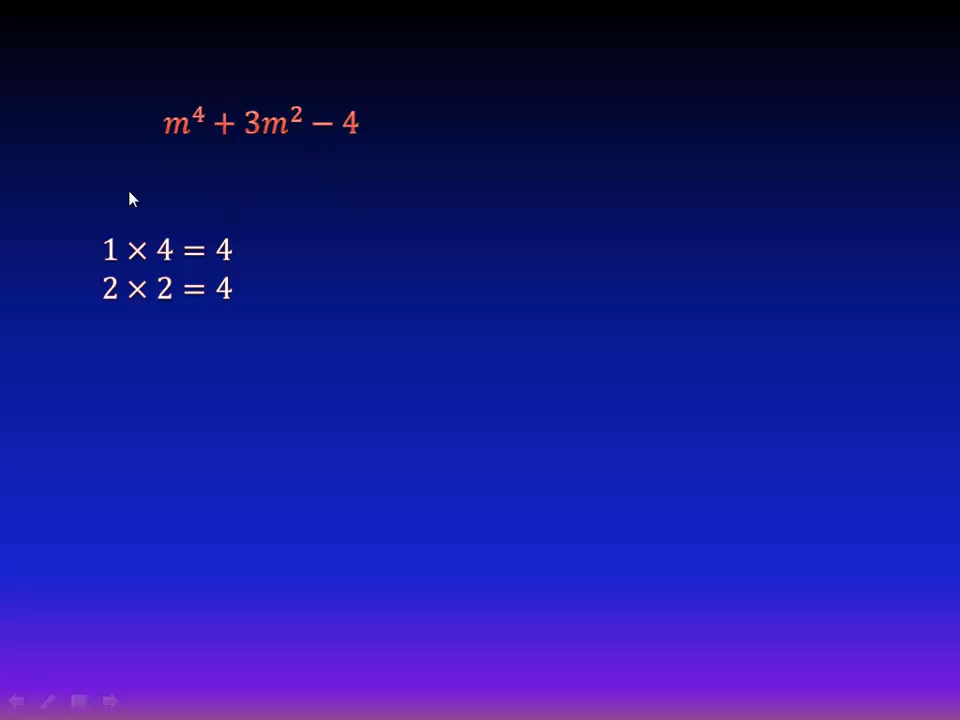 m⁴ + 3m² − 4
1 × 4 = 4
2 × 2 = 4